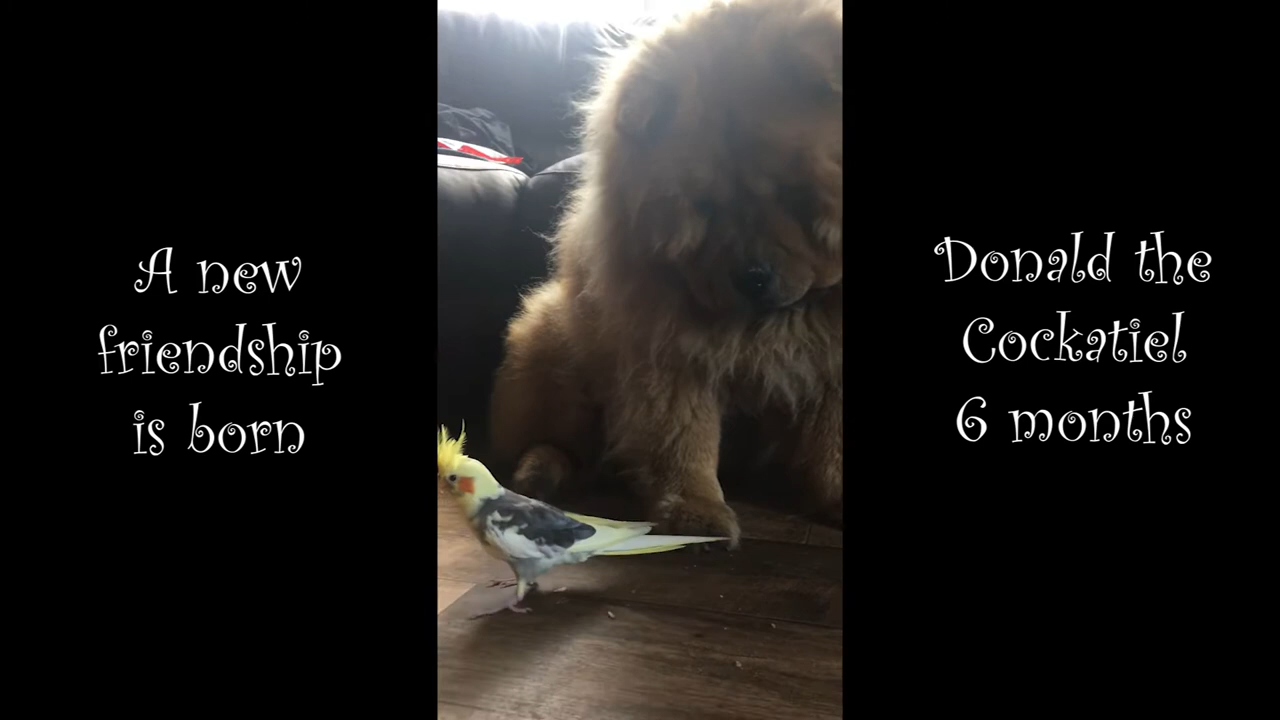 A new
friendship
is born
Donald the
Cockatiel
6 months